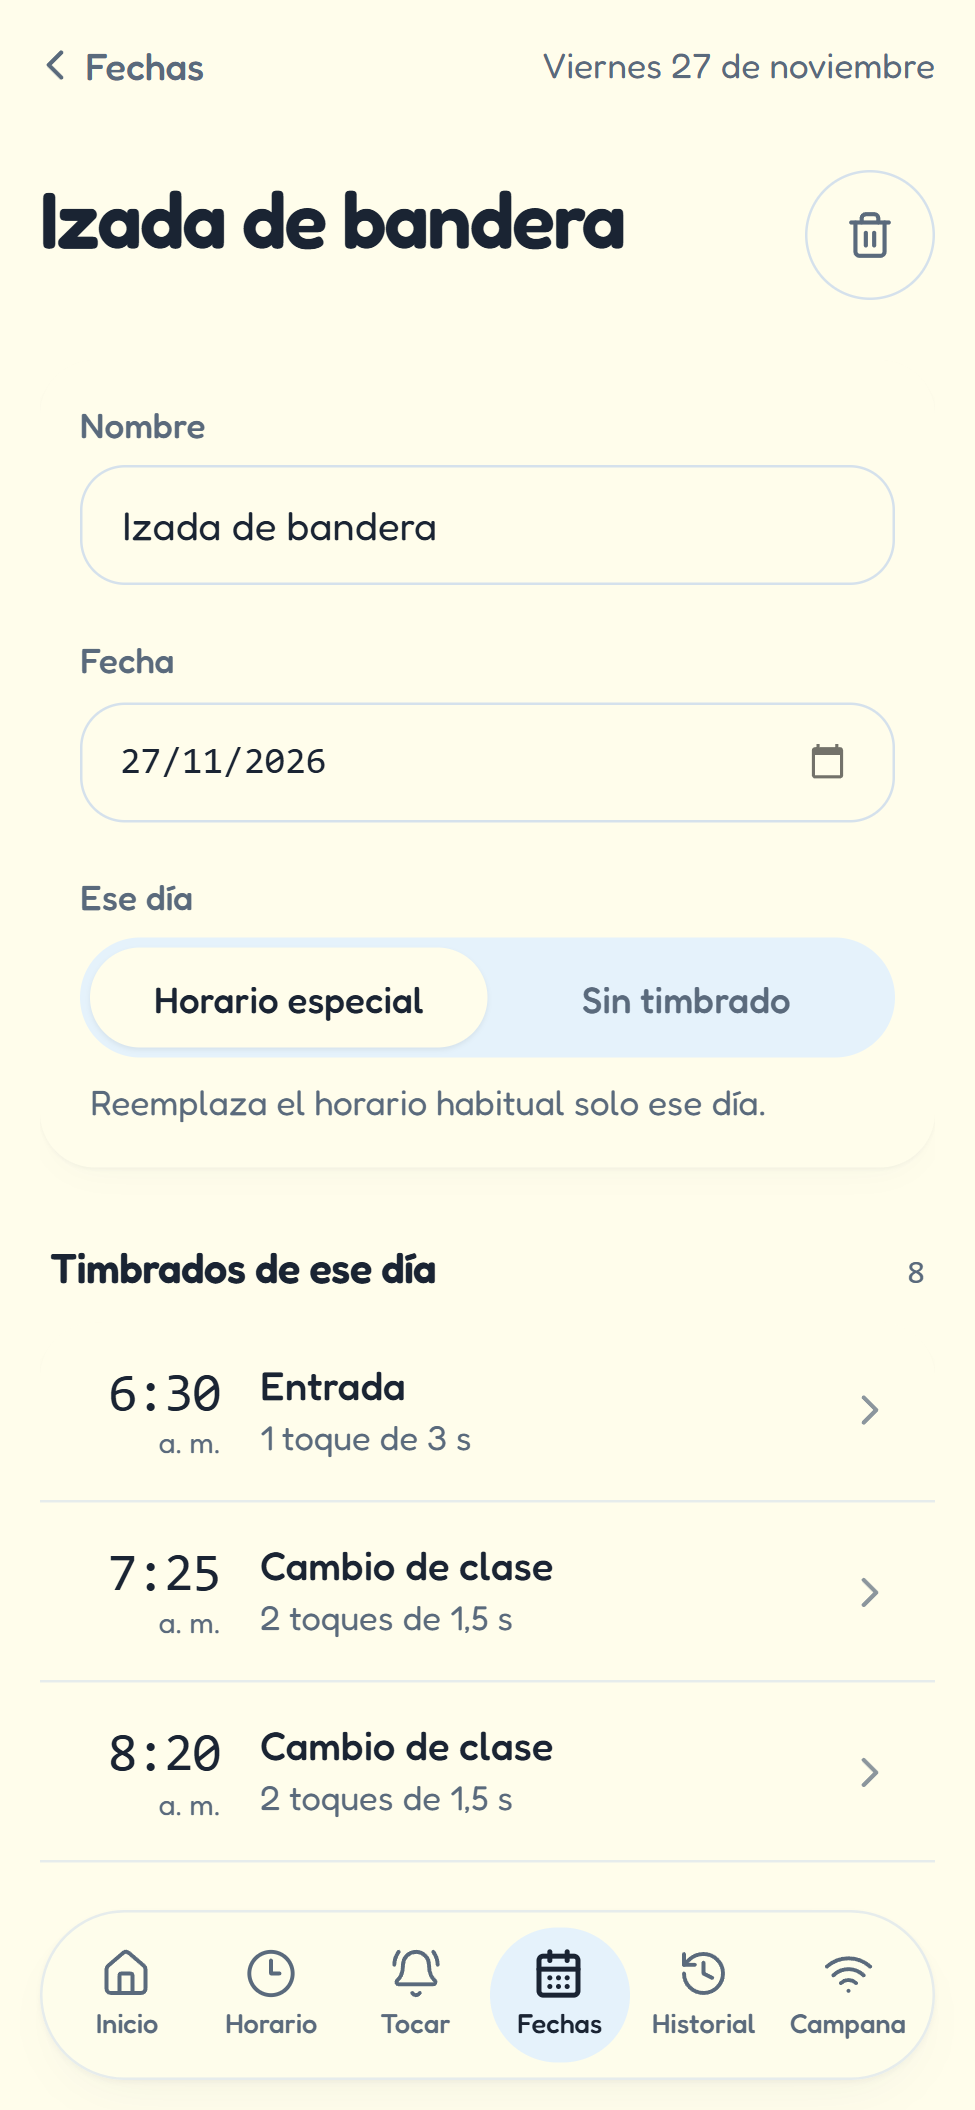 Fechas
Viernes 27 de noviembre
Izada de bandera
Nombre
Izada de bandera
Fecha
27/11/2026
Ese día
Horario especial
Sin timbrado
Reemplaza el horario habitual solo ese día.
Timbrados de ese día
8
6:30 Entrada
a. m. 1 toque de 3 s
7:25 Cambio de clase
a. m. 2 toques de 1,5 s
8:20 Cambio de clase
a. m. 2 toques de 1,5 s
Inicio Horario Tocar Fechas Historial Campana